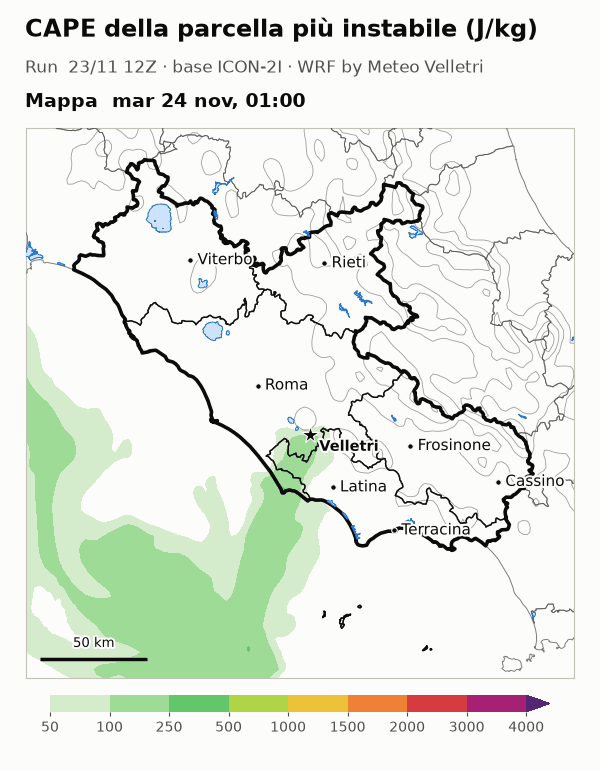 CAPE della parcella più instabile (J/kg)
Run 23/11 12Z · base ICON-2I · WRF by Meteo Velletri
Mappa mar 24 nov, 01:00
Viterbo
Rieti
Roma
Velletri
Frosinone
Cassino
Latina
Terracina
50 km
50 100 250 500 1000 1500 2000 3000 4000